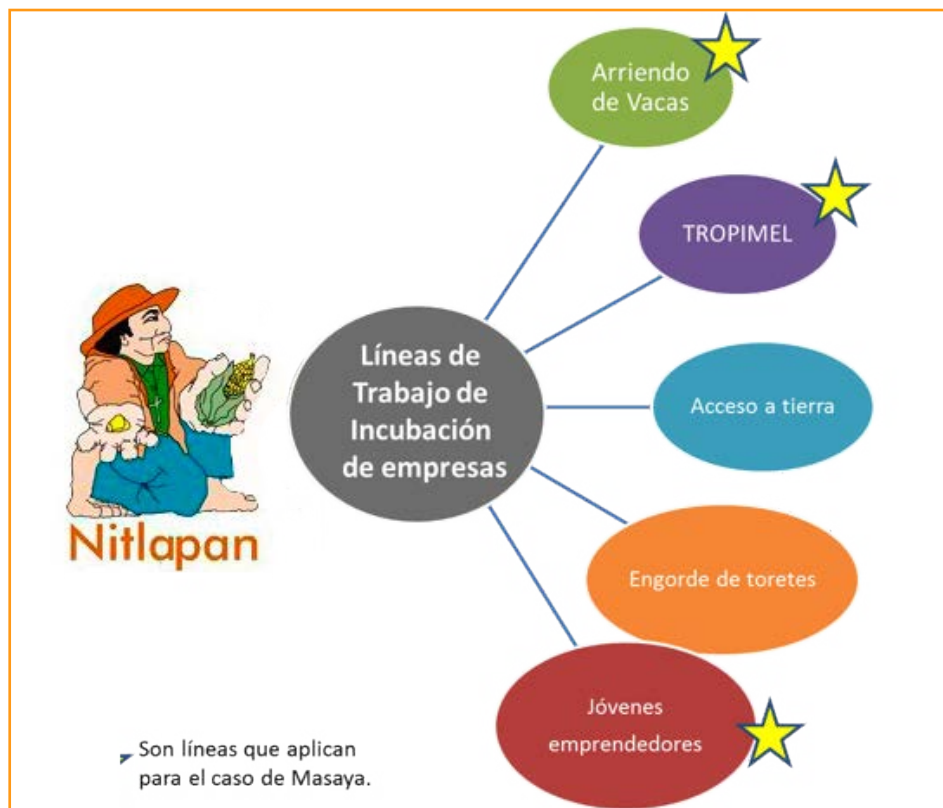 Arriendo
de Vacas
TROPIMEL
Líneas de
Trabajo de
Incubación
de empresas
Acceso a tierra
Nitlapan
Engorde de toretes
Jóvenes
emprendedores
Son líneas que aplican
para el caso de Masaya.